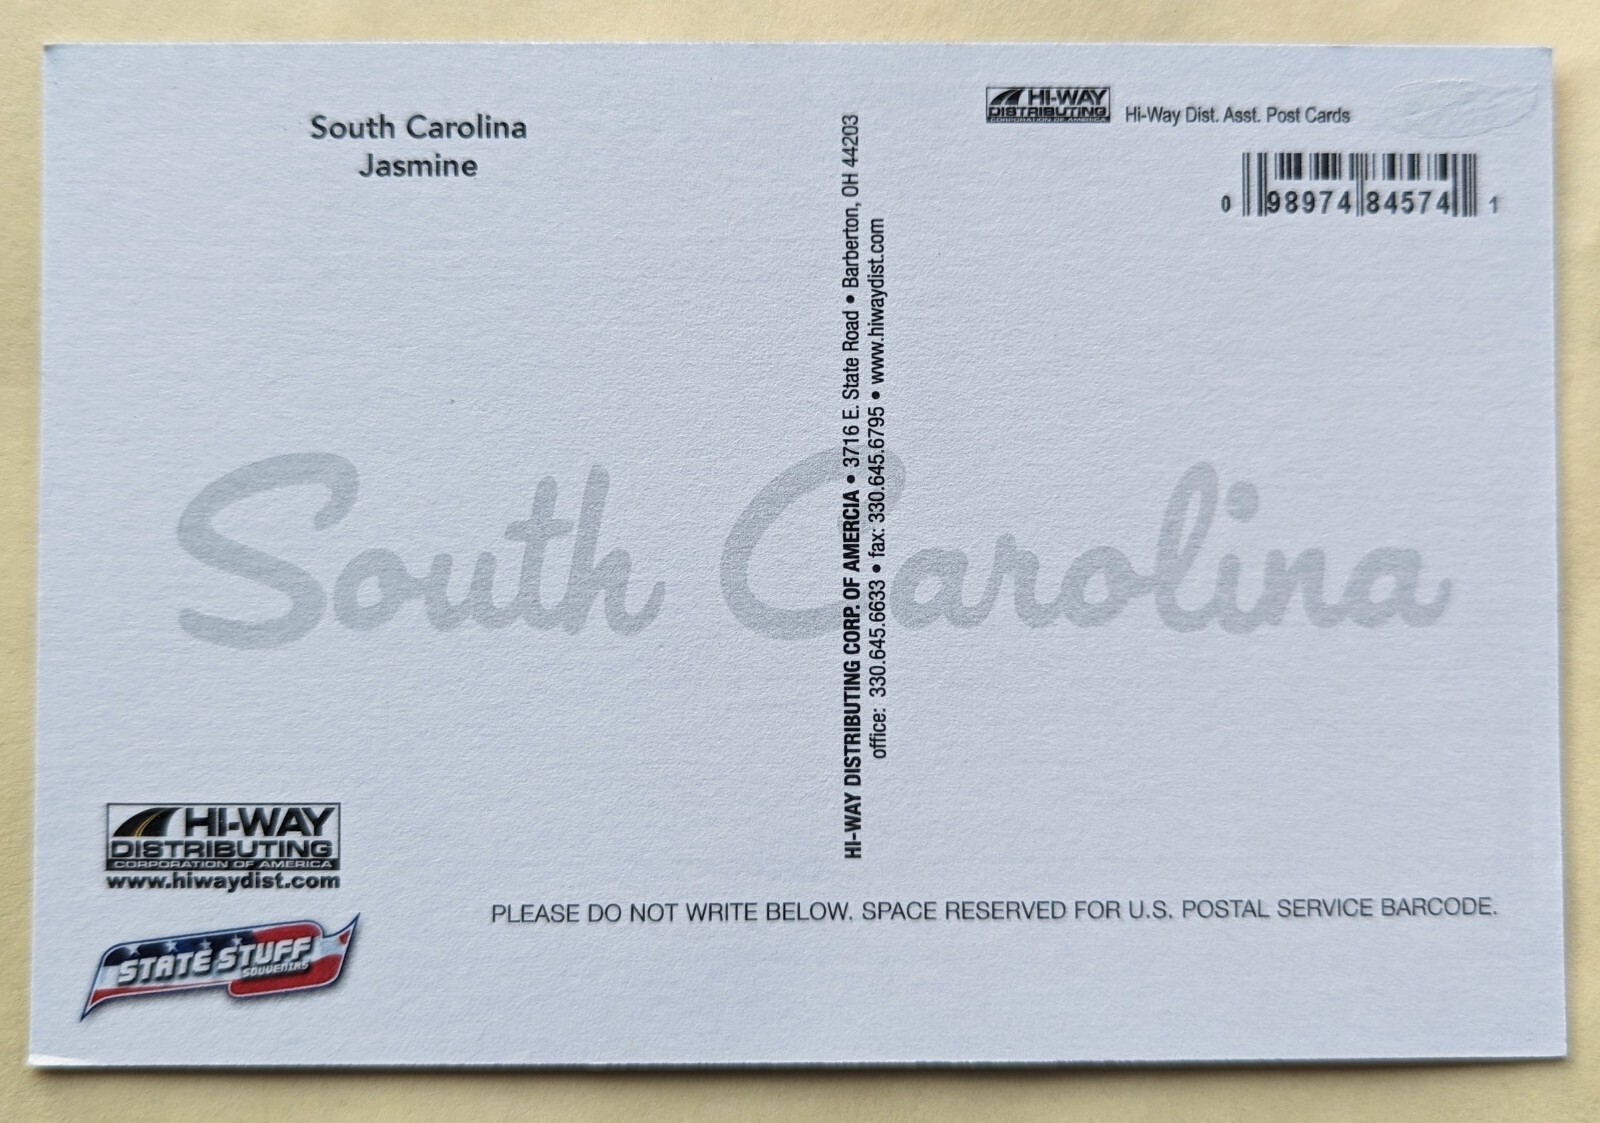 South Carolina
Jasmine
HI-WAY
DISTRIBUTING
CORPORATION OF AMERICA
Hi-Way Dist. Asst. Post Cards
0 98974 84574 1
HI-WAY DISTRIBUTING CORP. OF AMERCIA • 3716 E. State Road • Barberton, OH 44203
office: 330.645.6633 • fax: 330.645.6795 • www.hiwaydist.com
South Carolina
HI-WAY
DISTRIBUTING
CORPORATION OF AMERICA
www.hiwaydist.com
PLEASE DO NOT WRITE BELOW. SPACE RESERVED FOR U.S. POSTAL SERVICE BARCODE.
STATE STUFF
SOUVENIRS